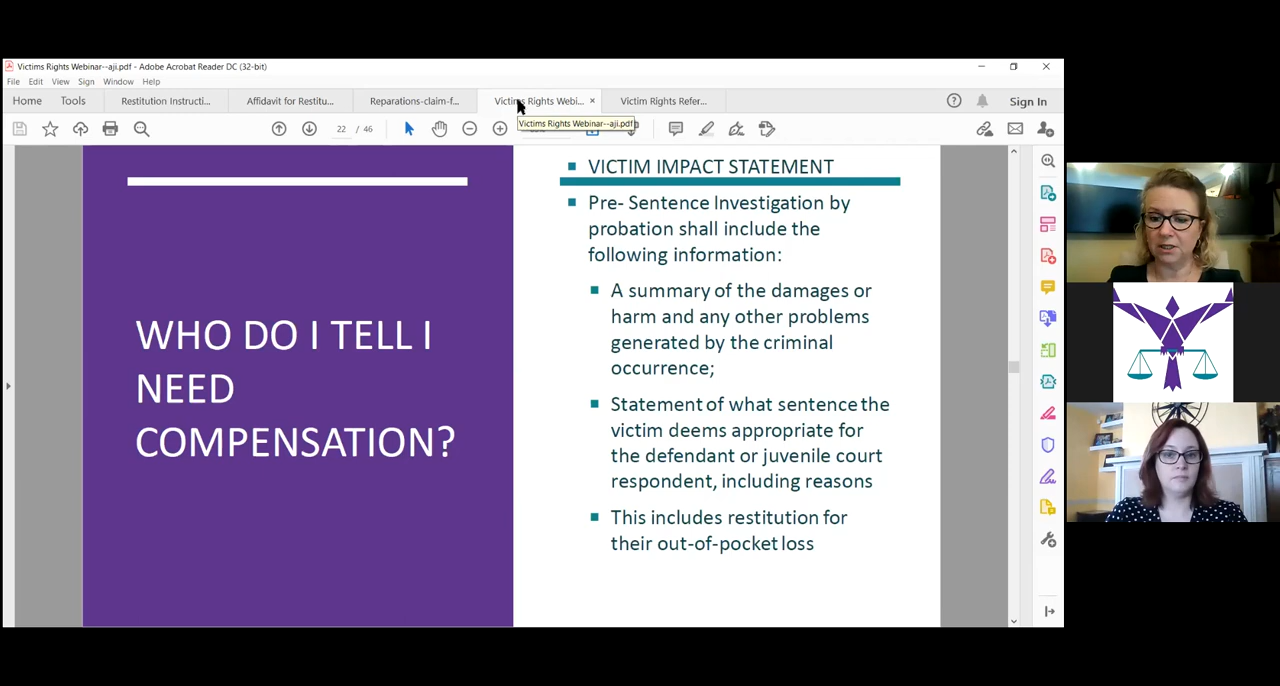 Victims Rights Webinar--aji.pdf - Adobe Acrobat Reader DC (32-bit)
File Edit View Sign Window Help
Home Tools Restitution Instructi... Affidavit for Restitu... Reparations-claim-f... Victims Rights Webi... × Victim Rights Refer... Sign In
Victims Rights Webinar--aji.pdf
22 / 46
WHO DO I TELL I
NEED
COMPENSATION?
VICTIM IMPACT STATEMENT
Pre- Sentence Investigation by
probation shall include the
following information:
A summary of the damages or
harm and any other problems
generated by the criminal
occurrence;
Statement of what sentence the
victim deems appropriate for
the defendant or juvenile court
respondent, including reasons
This includes restitution for
their out-of-pocket loss